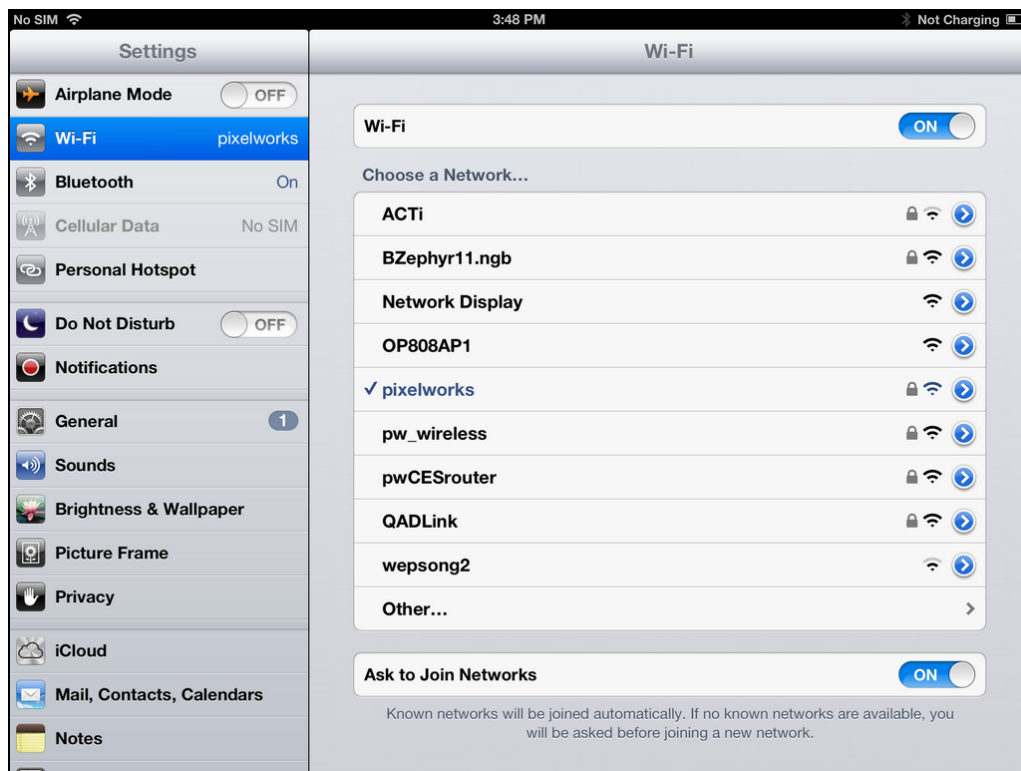 No SIM 3:48 PM Not Charging
Settings
Wi-Fi
Airplane Mode OFF
Wi-Fi pixelworks
Bluetooth On
Cellular Data No SIM
Personal Hotspot
Do Not Disturb OFF
Notifications
General 1
Sounds
Brightness & Wallpaper
Picture Frame
Privacy
iCloud
Mail, Contacts, Calendars
Notes
Wi-Fi ON
Choose a Network...
ACTi
BZephyr11.ngb
Network Display
OP808AP1
pixelworks
pw_wireless
pwCESrouter
QADLink
wepsong2
Other...
Ask to Join Networks ON
Known networks will be joined automatically. If no known networks are available, you
will be asked before joining a new network.